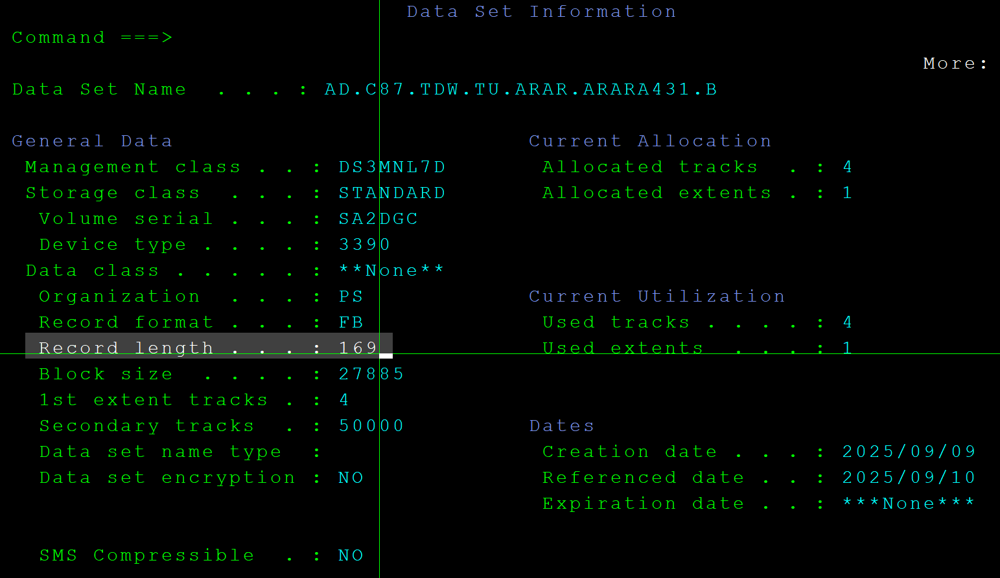 Data Set Information
Command ===>
More:
Data Set Name  . . . : AD.C87.TDW.TU.ARAR.ARARA431.B
General Data                          Current Allocation
Management class . . : DS3MNL7D       Allocated tracks  . : 4
Storage class  . . . : STANDARD       Allocated extents . : 1
Volume serial . . . : SA2DGC
Device type . . . . : 3390
Data class . . . . . : **None**
Organization  . . . : PS             Current Utilization
Record format . . . : FB              Used tracks . . . . : 4
Record length . . . : 169             Used extents  . . . : 1
Block size  . . . . : 27885
1st extent tracks . : 4
Secondary tracks  . : 50000          Dates
Data set name type  :                 Creation date . . . : 2025/09/09
Data set encryption : NO              Referenced date . . : 2025/09/10
Expiration date . . : ***None***
SMS Compressible  . : NO